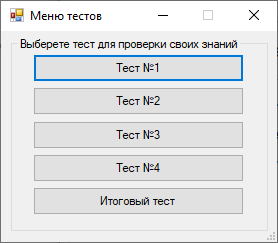 Меню тестов
Выберете тест для проверки своих знаний
Тест №1
Тест №2
Тест №3
Тест №4
Итоговый тест